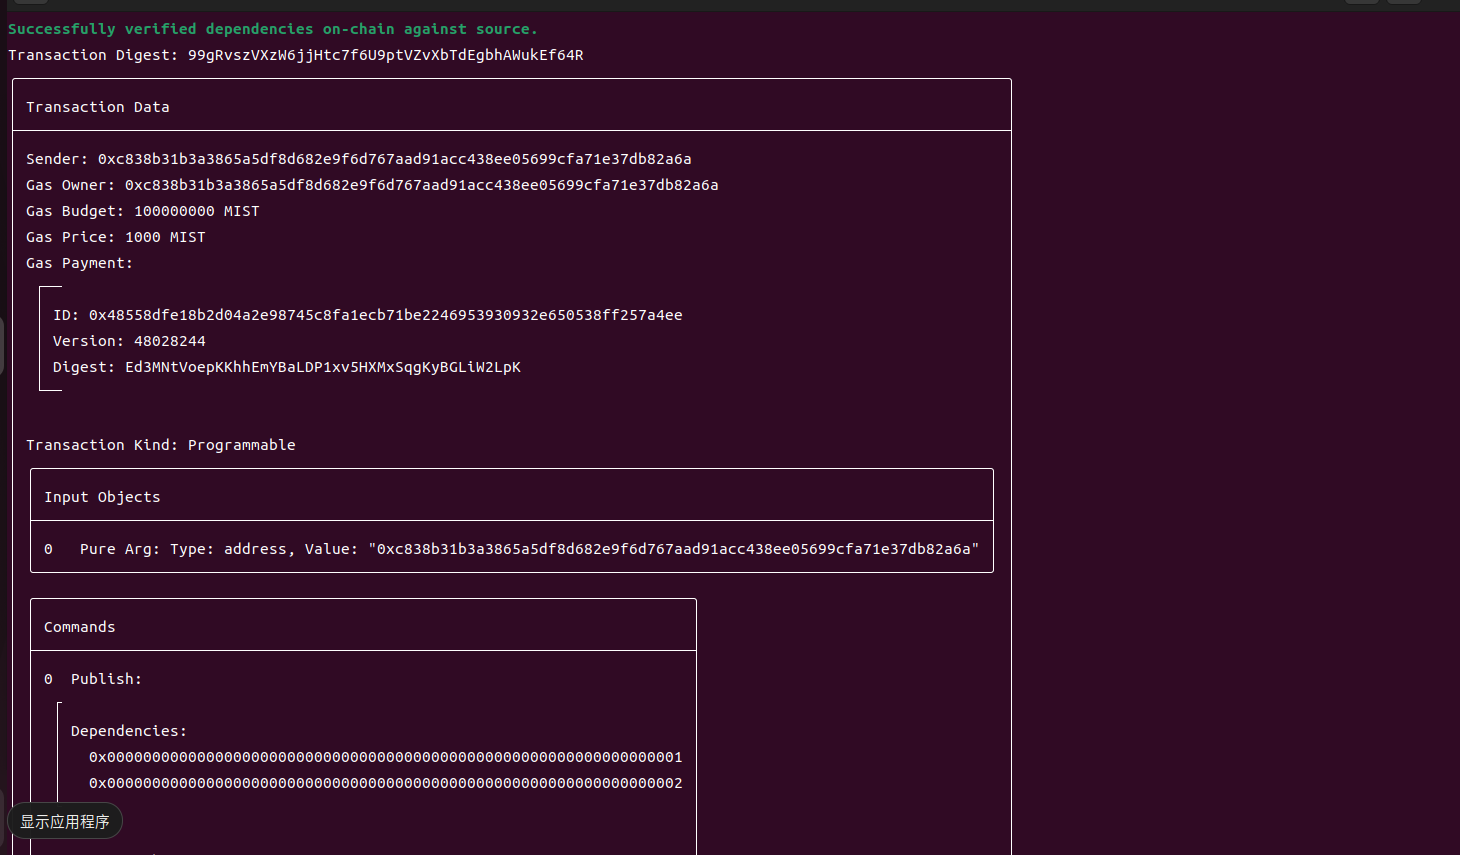 Successfully verified dependencies on-chain against source.
Transaction Digest: 99gRvszVXzW6jjHtc7f6U9ptVZvXbTdEgbhAWukEf64R
Transaction Data
Sender: 0xc838b31b3a3865a5df8d682e9f6d767aad91acc438ee05699cfa71e37db82a6a
Gas Owner: 0xc838b31b3a3865a5df8d682e9f6d767aad91acc438ee05699cfa71e37db82a6a
Gas Budget: 100000000 MIST
Gas Price: 1000 MIST
Gas Payment:
ID: 0x48558dfe18b2d04a2e98745c8fa1ecb71be2246953930932e650538ff257a4ee
Version: 48028244
Digest: Ed3MNtVoepKKhhEmYBaLDP1xv5HXMxSqgKyBGLiW2LpK
Transaction Kind: Programmable
Input Objects
0 Pure Arg: Type: address, Value: "0xc838b31b3a3865a5df8d682e9f6d767aad91acc438ee05699cfa71e37db82a6a"
Commands
0 Publish:
Dependencies:
0x0000000000000000000000000000000000000000000000000000000000000001
0x0000000000000000000000000000000000000000000000000000000000000002
显示应用程序